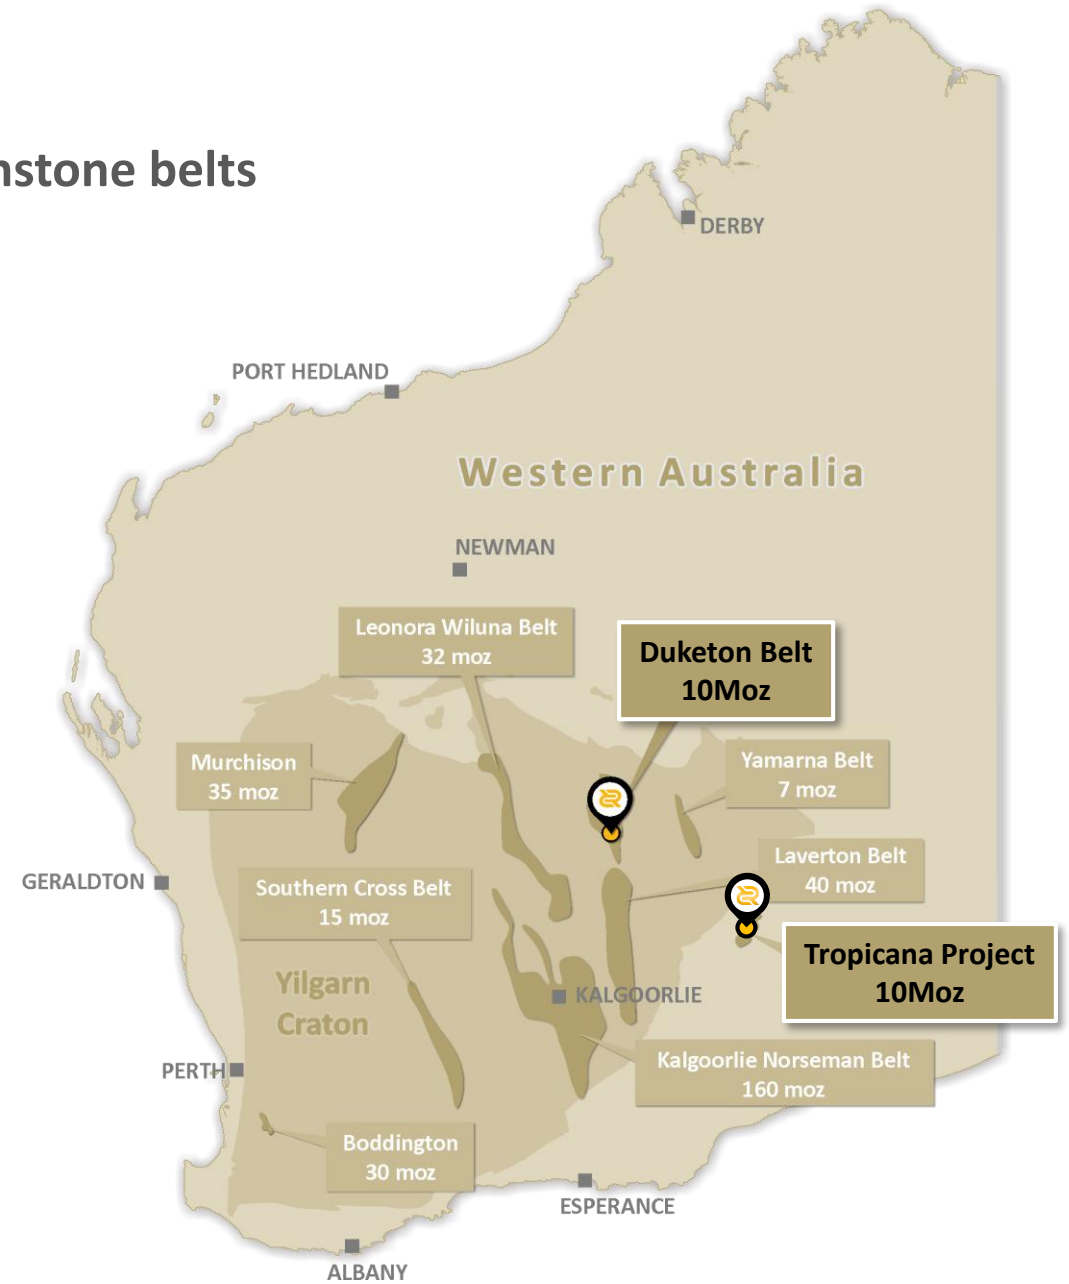 nstone belts
DERBY
PORT HEDLAND
Western Australia
NEWMAN
Leonora Wiluna Belt
32 moz
Duketon Belt
10Moz
Murchison
35 moz
Yamarna Belt
7 moz
Laverton Belt
40 moz
GERALDTON
Southern Cross Belt
15 moz
Tropicana Project
10Moz
Yilgarn
Craton
KALGOORLIE
Kalgoorlie Norseman Belt
160 moz
PERTH
Boddington
30 moz
ESPERANCE
ALBANY